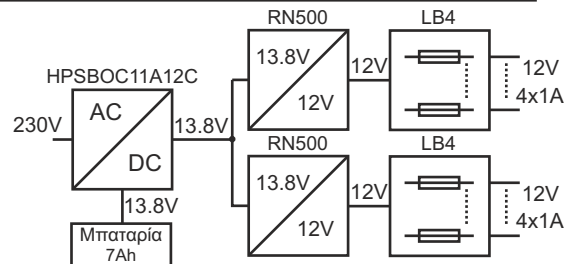 RN500
LB4
13.8V
12V
12V
12V
4x1A
HPSBOC11A12C
AC
DC
230V
13.8V
13.8V
Μπαταρία
7Ah
RN500
LB4
13.8V
12V
12V
12V
4x1A